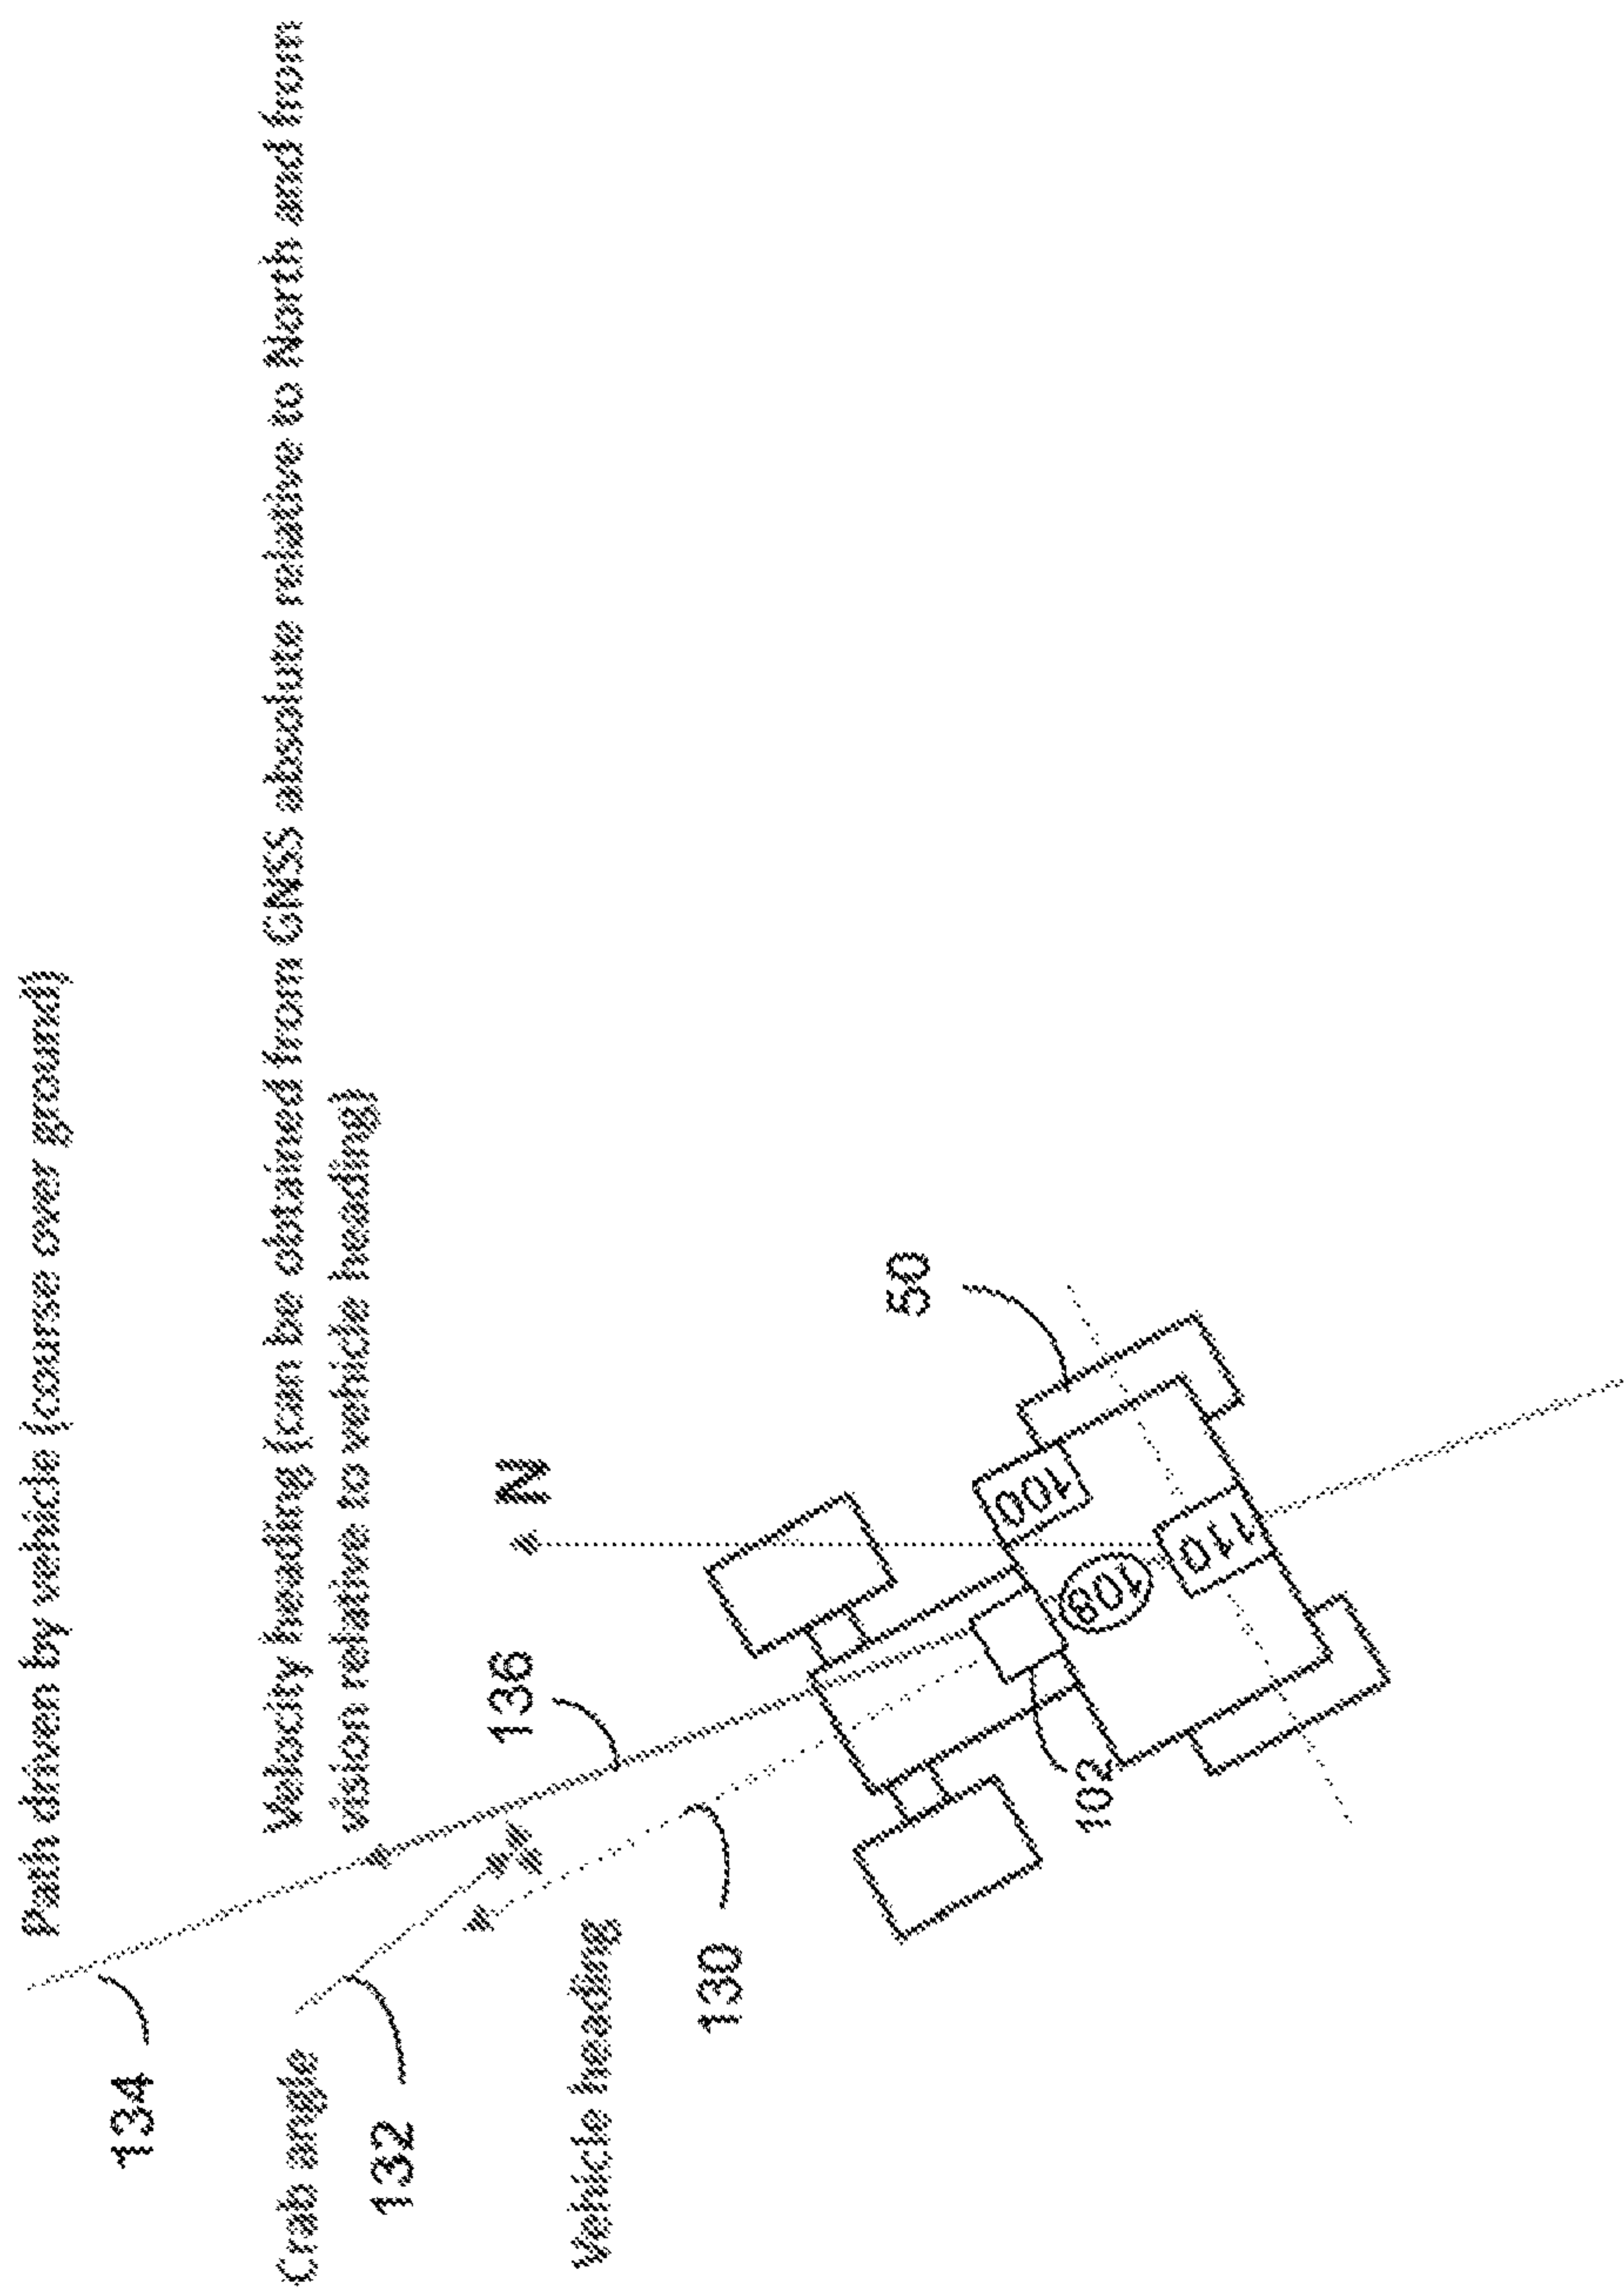 Path driven by vehicle (course over ground)
134
Velocity heading (can be obtained from GNSS absolute relative to North and from
vision relative to vehicle heading)
Crab angle
132
N
136
Vehicle heading
130
50
100
108
110
102